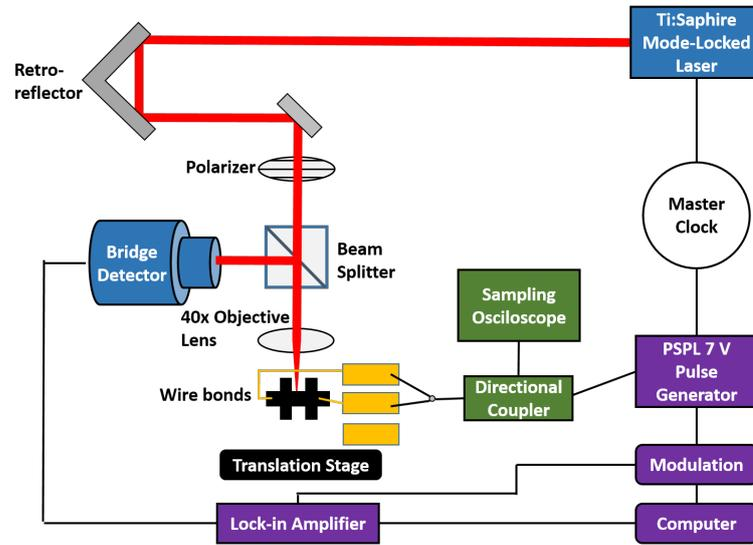 Ti:Saphire
Mode-Locked
Laser
Retro-
reflector
Polarizer
Master
Clock
Bridge
Detector
Beam
Splitter
Sampling
Osciloscope
40x Objective
Lens
PSPL 7 V
Pulse
Generator
Directional
Coupler
Wire bonds
Translation Stage
Modulation
Lock-in Amplifier
Computer